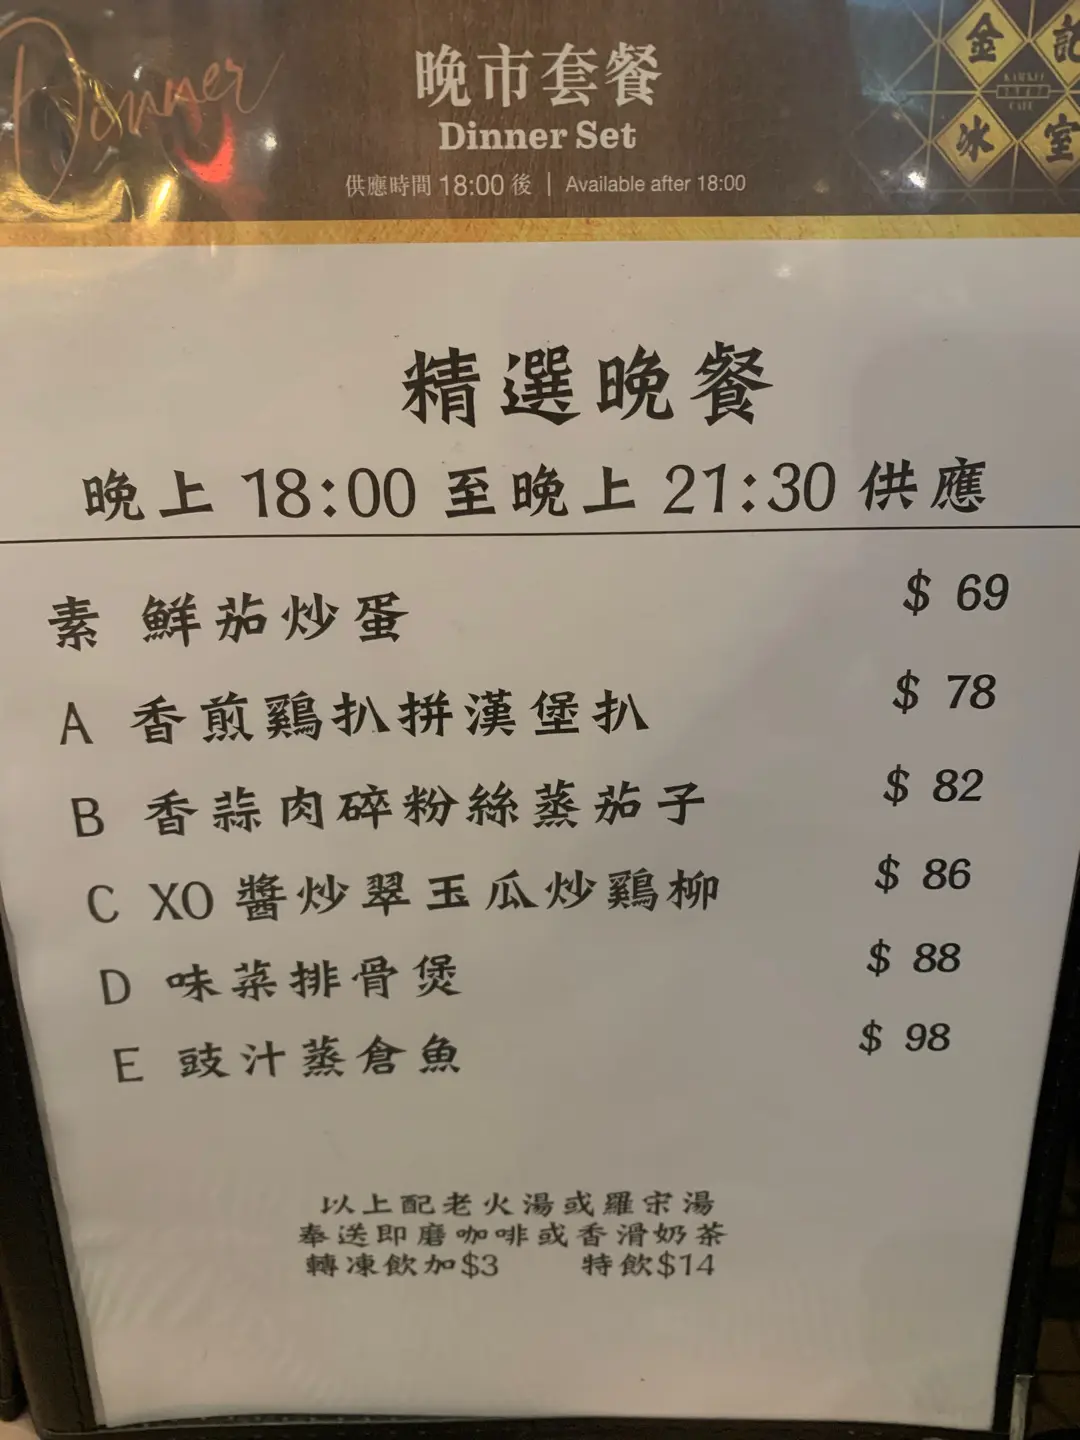 Dinner
晚市套餐
Dinner Set
供應時間 18:00 後 | Available after 18:00
金記
冰室
精選晚餐
晚上 18:00 至晚上 21:30 供應
素 鮮茄炒蛋 $ 69
A 香煎鷄扒拼漢堡扒 $ 78
B 香蒜肉碎粉絲蒸茄子 $ 82
C XO 醬炒翠玉瓜炒鷄柳 $ 86
D 味菜排骨煲 $ 88
E 豉汁蒸倉魚 $ 98
以上配老火湯或羅宋湯
奉送即磨咖啡或香滑奶茶
轉凍飲加$3 特飲$14